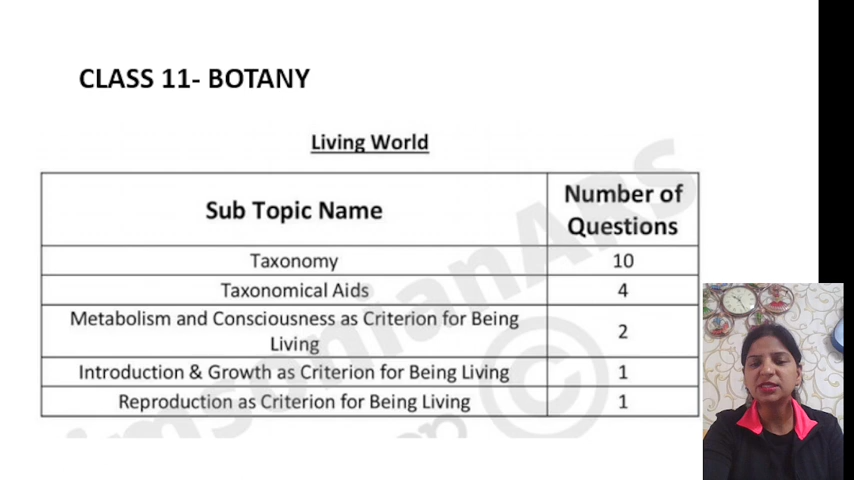 CLASS 11- BOTANY
Living World
Sub Topic Name
Number of
Questions
Taxonomy
10
Taxonomical Aids
4
Metabolism and Consciousness as Criterion for Being
Living
2
Introduction & Growth as Criterion for Being Living
1
Reproduction as Criterion for Being Living
1